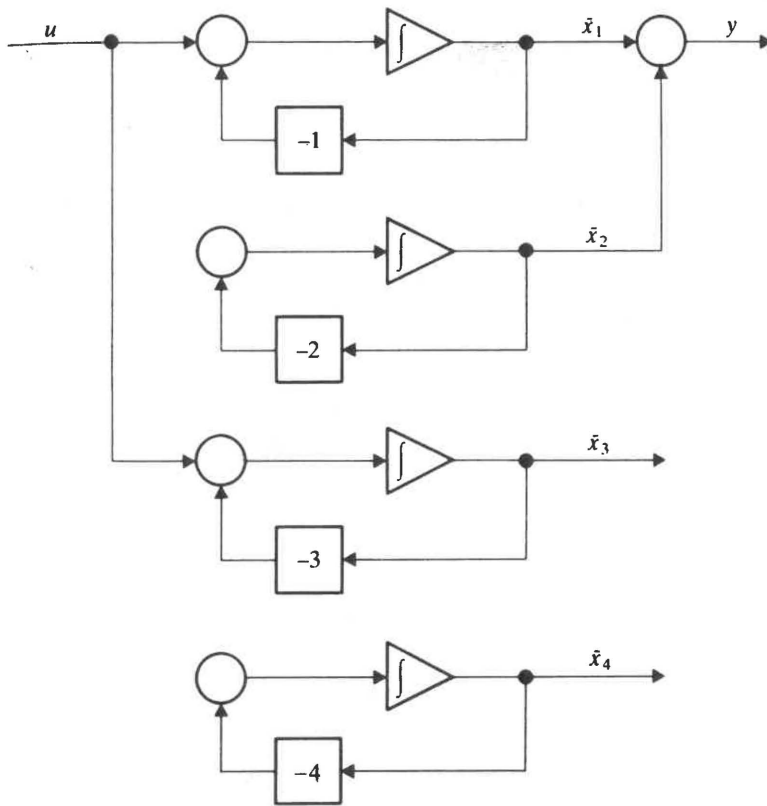 u ∫ x̄₁ y
−1
∫ x̄₂
−2
∫ x̄₃
−3
∫ x̄₄
−4